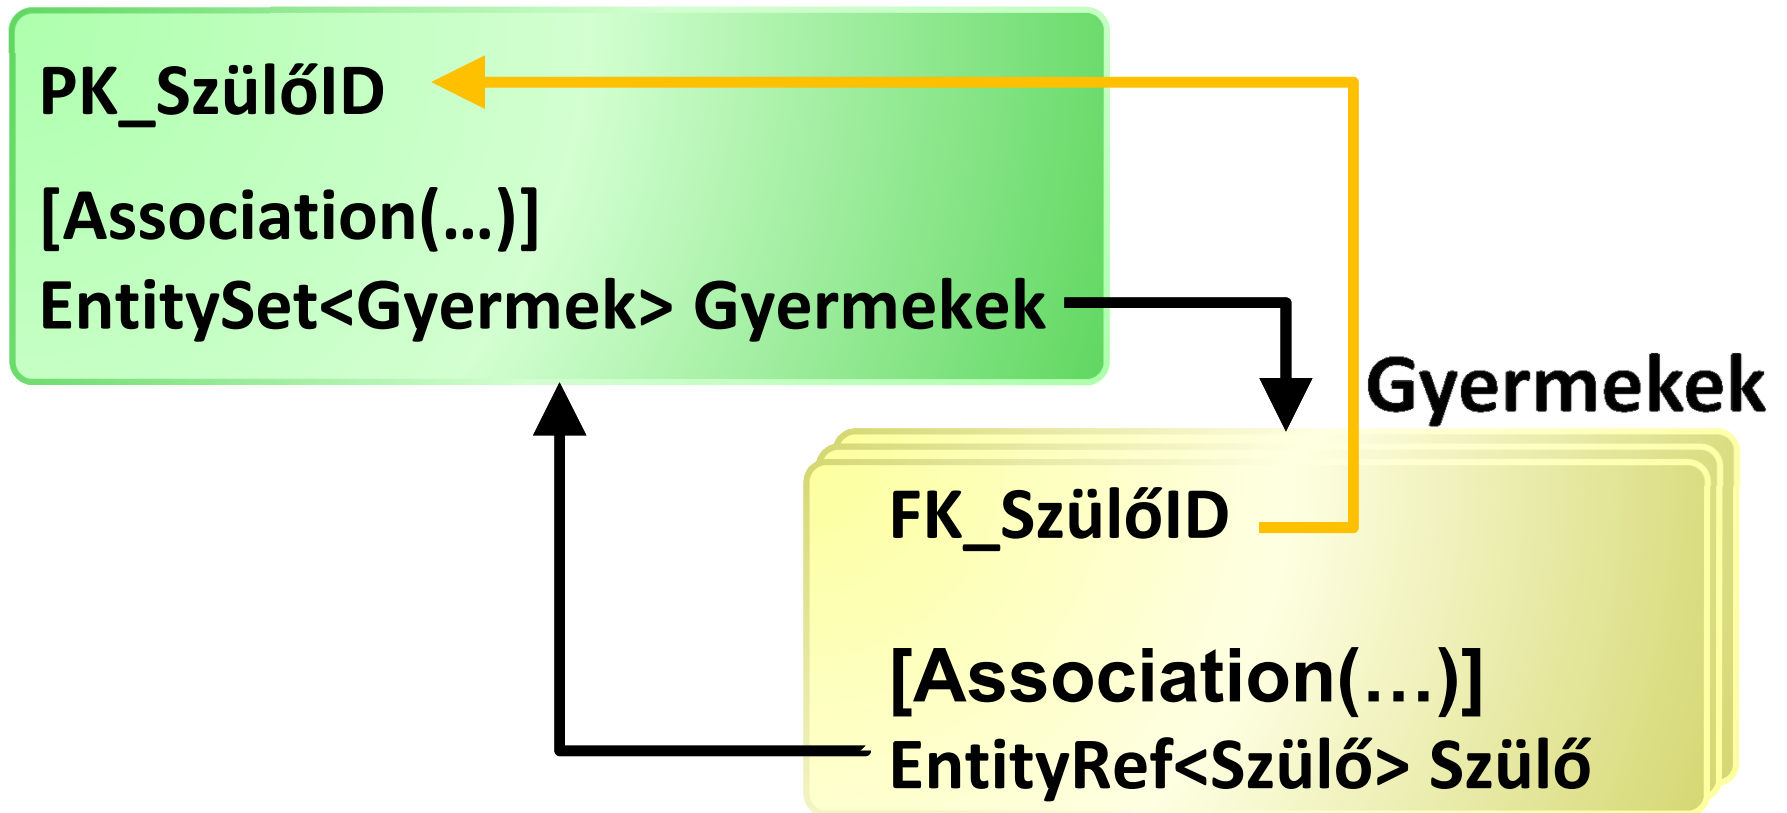 PK_SzülőID
[Association(…)]
EntitySet<Gyermek> Gyermekek
Gyermekek
FK_SzülőID
[Association(…)]
EntityRef<Szülő> Szülő